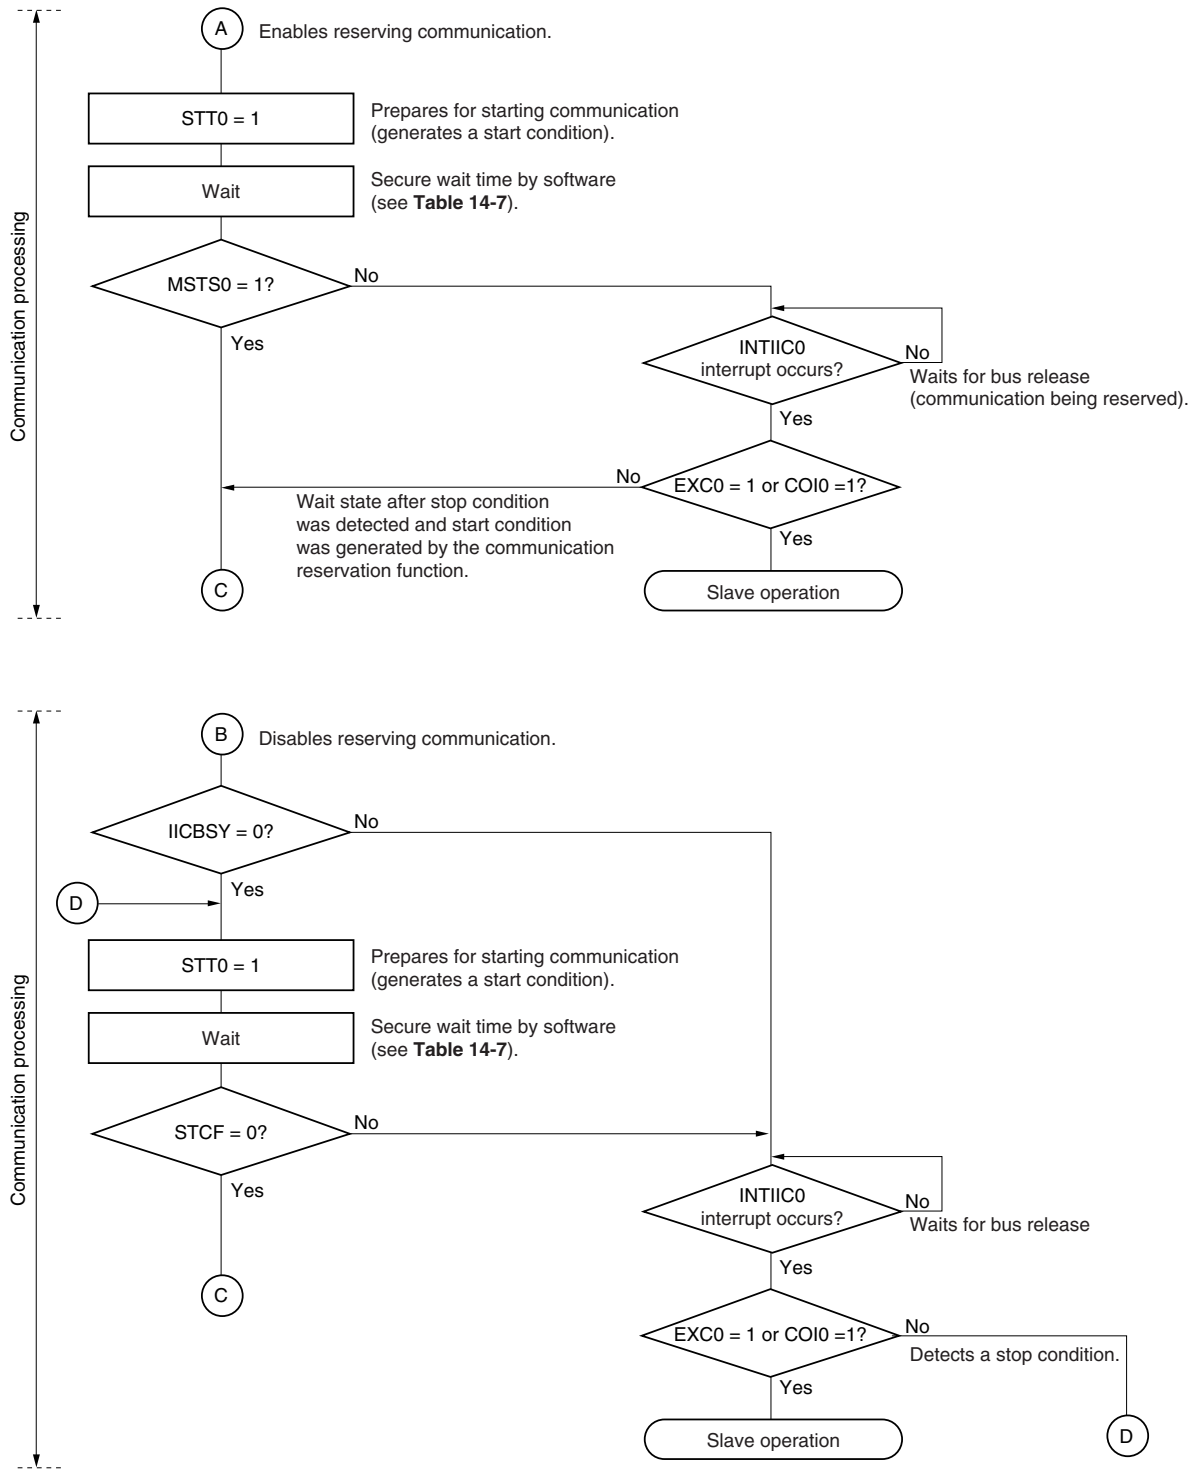 A
Enables reserving communication.
STT0 = 1
Prepares for starting communication
(generates a start condition).
Wait
Secure wait time by software
(see Table 14-7).
Communication processing
MSTS0 = 1?
No
Yes
INTIIC0
interrupt occurs?
No
Waits for bus release
(communication being reserved).
Yes
EXC0 = 1 or COI0 =1?
No
Wait state after stop condition
was detected and start condition
was generated by the communication
reservation function.
Yes
C
Slave operation
B
Disables reserving communication.
IICBSY = 0?
No
Yes
D
STT0 = 1
Prepares for starting communication
(generates a start condition).
Wait
Secure wait time by software
(see Table 14-7).
Communication processing
STCF = 0?
No
Yes
INTIIC0
interrupt occurs?
No
Waits for bus release
Yes
C
EXC0 = 1 or COI0 =1?
No
Detects a stop condition.
Yes
Slave operation
D